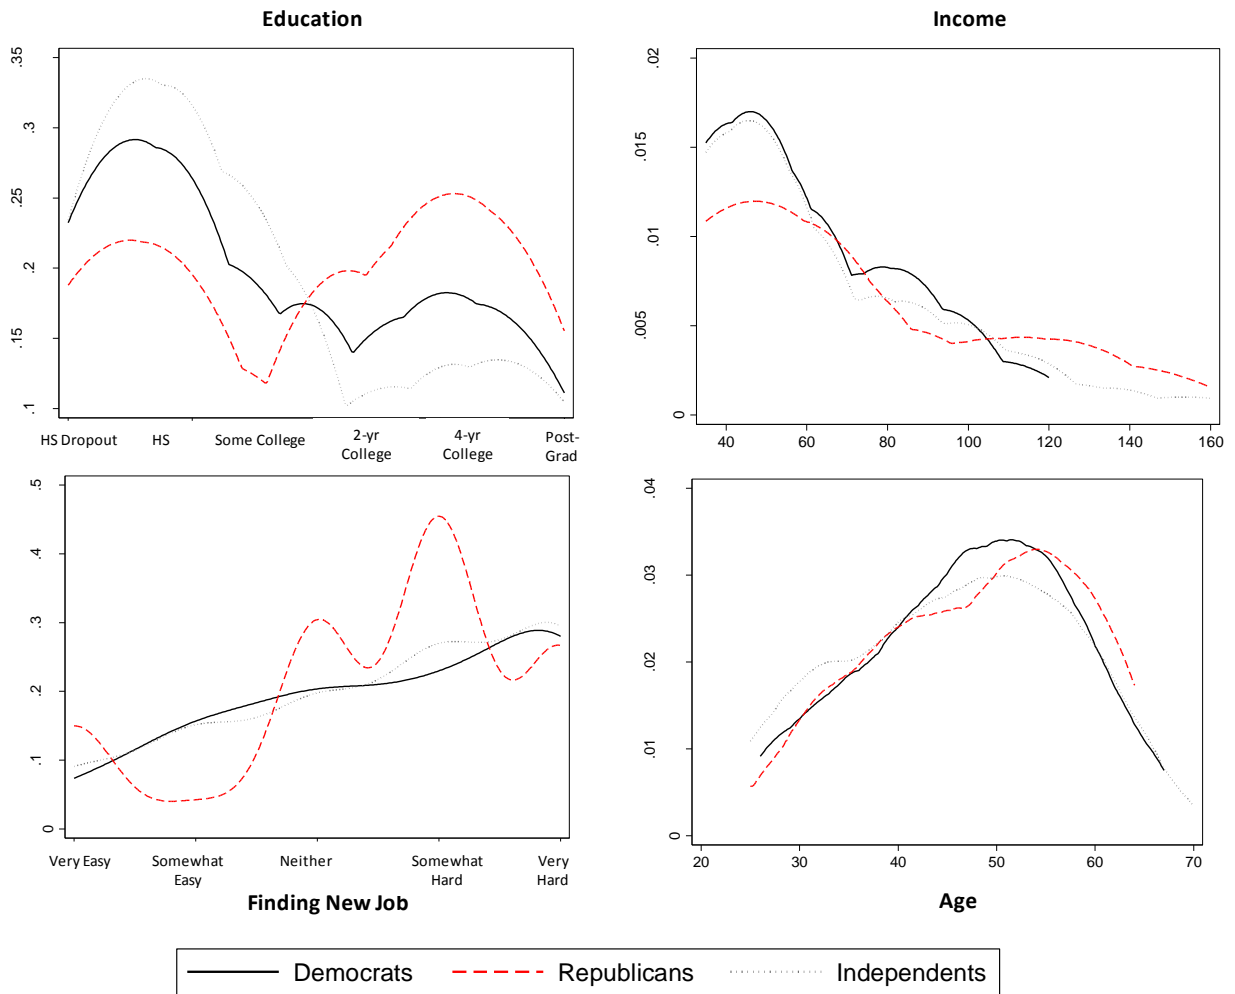 Education
.35
.3
.25
.2
.15
.1
HS Dropout HS Some College 2-yr College 4-yr College Post-Grad
Income
.02
.015
.01
.005
0
40 60 80 100 120 140 160
.5
.4
.3
.2
.1
0
Very Easy Somewhat Easy Neither Somewhat Hard Very Hard
Finding New Job
.04
.03
.02
.01
0
20 30 40 50 60 70
Age
Democrats Republicans Independents